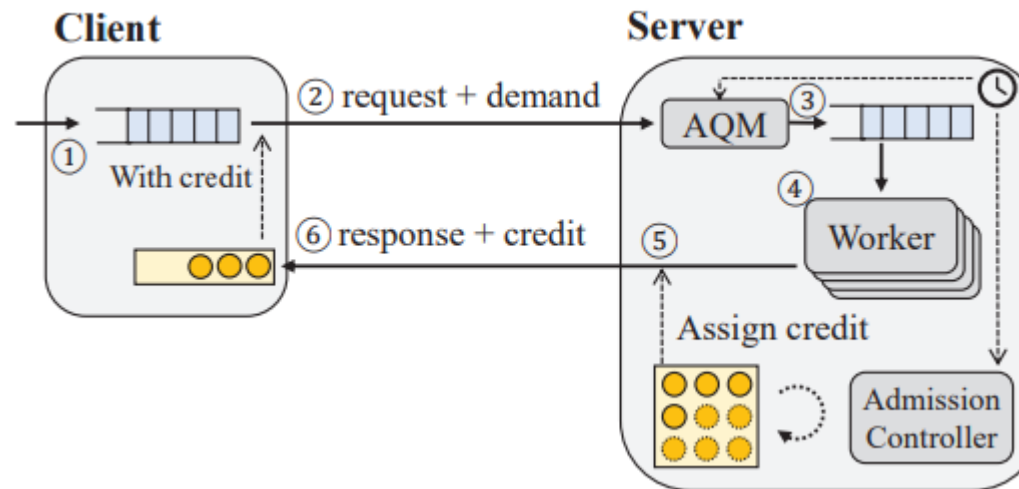 Client
Server
① With credit
② request + demand
AQM
③
④
Worker
⑤
⑥ response + credit
Assign credit
Admission
Controller